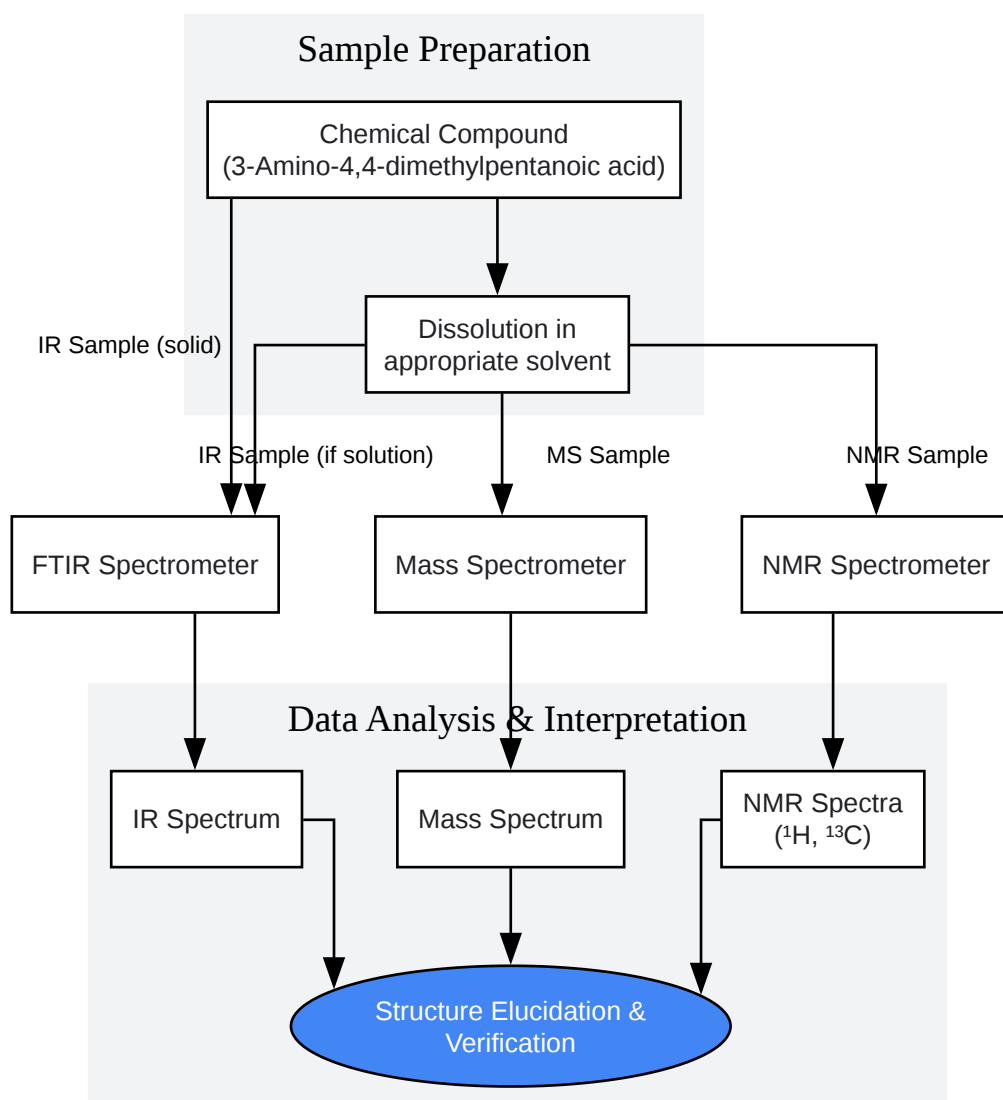 Sample Preparation
Chemical Compound
(3-Amino-4,4-dimethylpentanoic acid)
Dissolution in
appropriate solvent
IR Sample (solid)
IR Sample (if solution)
MS Sample
NMR Sample
FTIR Spectrometer
Mass Spectrometer
NMR Spectrometer
Data Analysis & Interpretation
IR Spectrum
Mass Spectrum
NMR Spectra
(¹H, ¹³C)
Structure Elucidation &
Verification